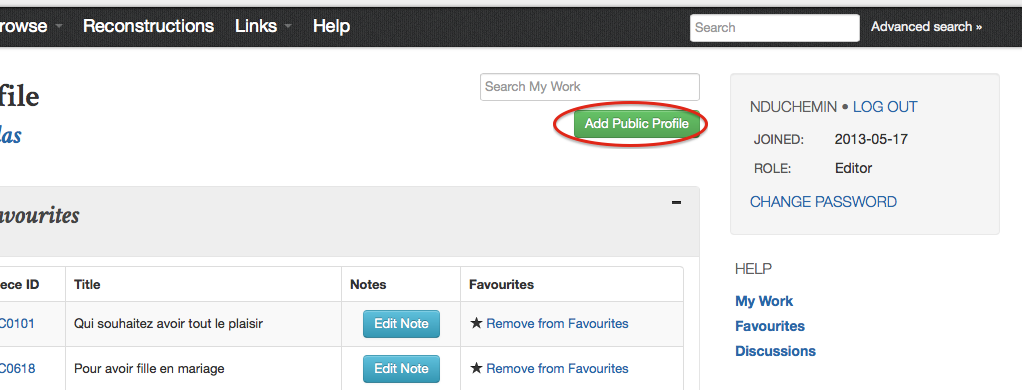 rowse Reconstructions Links Help Search Advanced search »
file
las
Search My Work
Add Public Profile
NDUCHEMIN • LOG OUT
JOINED: 2013-05-17
ROLE: Editor
CHANGE PASSWORD
avourites
ece ID Title Notes Favourites
C0101 Qui souhaitez avoir tout le plaisir Edit Note ★ Remove from Favourites
C0618 Pour avoir fille en mariage Edit Note ★ Remove from Favourites
HELP
My Work
Favourites
Discussions